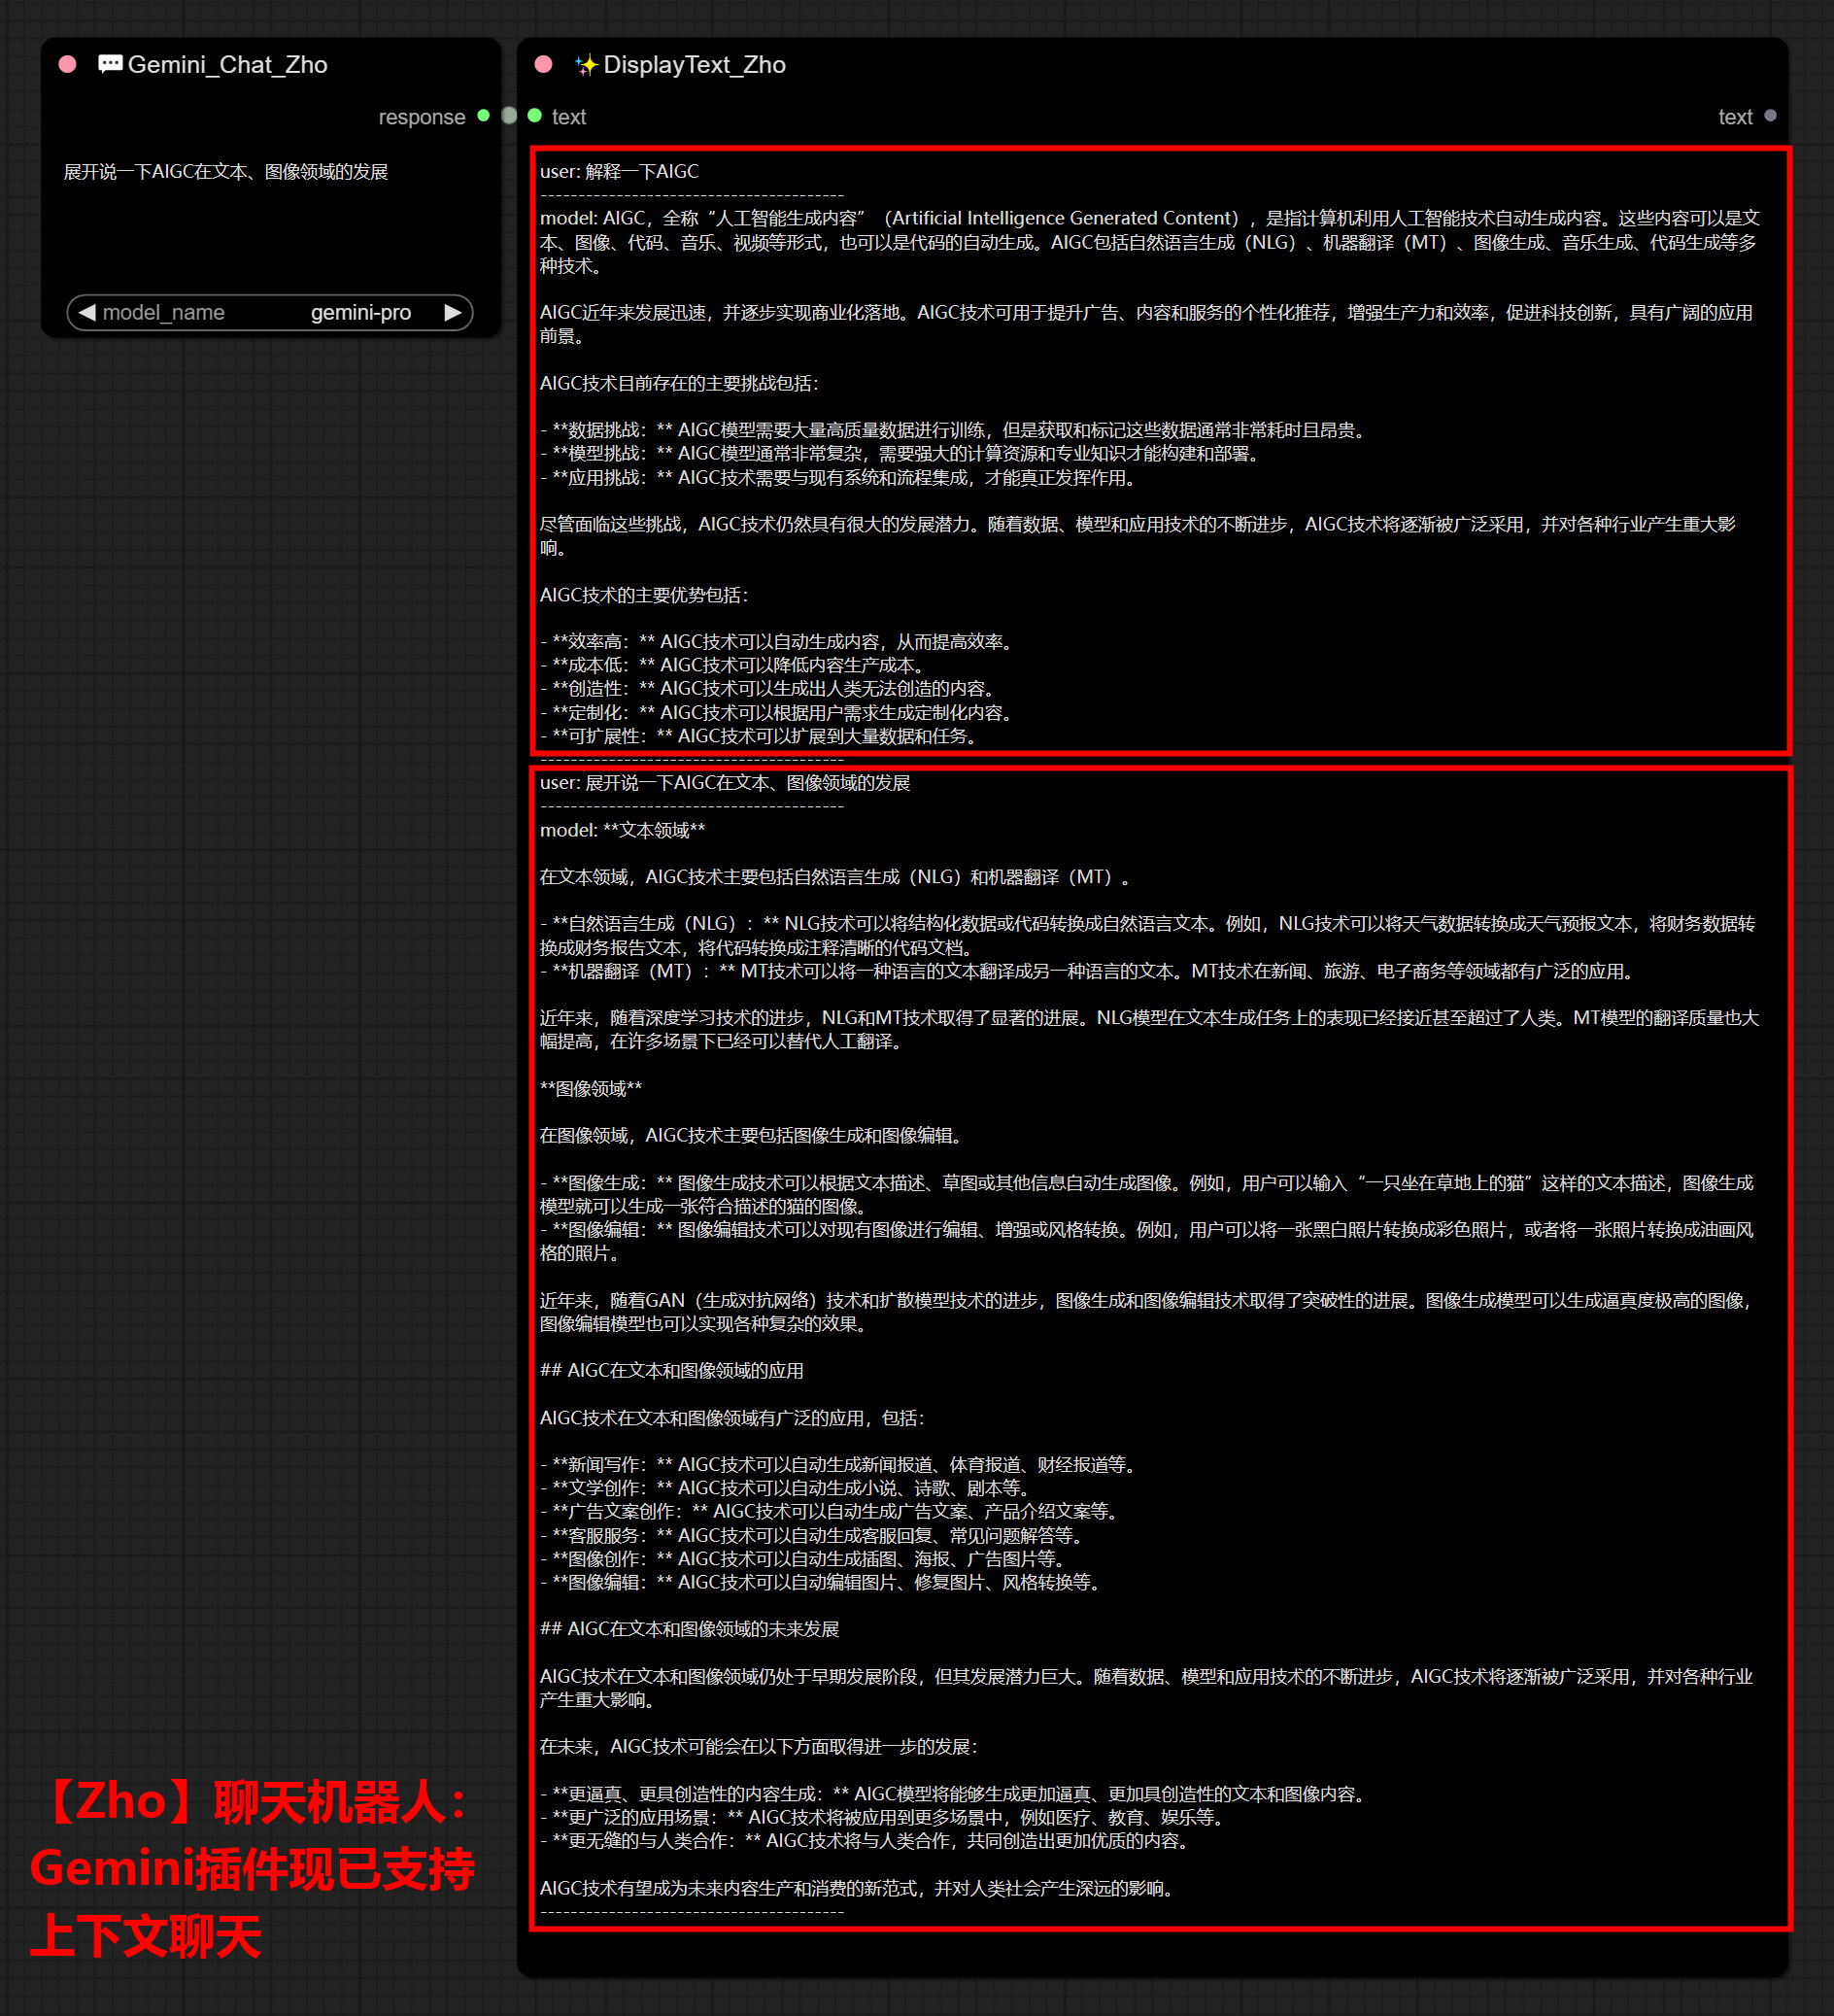 💬Gemini_Chat_Zho
response
展开说一下AIGC在文本、图像领域的发展
model_name gemini-pro
✨DisplayText_Zho
text text
user: 解释一下AIGC
----------------------------------------
model: AIGC，全称“人工智能生成内容”（Artificial Intelligence Generated Content），是指计算机利用人工智能技术自动生成内容。这些内容可以是文
本、图像、代码、音乐、视频等形式，也可以是代码的自动生成。AIGC包括自然语言生成（NLG）、机器翻译（MT）、图像生成、音乐生成、代码生成等多
种技术。
AIGC近年来发展迅速，并逐步实现商业化落地。AIGC技术可用于提升广告、内容和服务的个性化推荐，增强生产力和效率，促进科技创新，具有广阔的应用
前景。
AIGC技术目前存在的主要挑战包括：
- **数据挑战：** AIGC模型需要大量高质量数据进行训练，但是获取和标记这些数据通常非常耗时且昂贵。
- **模型挑战：** AIGC模型通常非常复杂，需要强大的计算资源和专业知识才能构建和部署。
- **应用挑战：** AIGC技术需要与现有系统和流程集成，才能真正发挥作用。
尽管面临这些挑战，AIGC技术仍然具有很大的发展潜力。随着数据、模型和应用技术的不断进步，AIGC技术将逐渐被广泛采用，并对各种行业产生重大影
响。
AIGC技术的主要优势包括：
- **效率高：** AIGC技术可以自动生成内容，从而提高效率。
- **成本低：** AIGC技术可以降低内容生产成本。
- **创造性：** AIGC技术可以生成出人类无法创造的内容。
- **定制化：** AIGC技术可以根据用户需求生成定制化内容。
- **可扩展性：** AIGC技术可以扩展到大量数据和任务。
----------------------------------------
user: 展开说一下AIGC在文本、图像领域的发展
----------------------------------------
model: **文本领域**
在文本领域，AIGC技术主要包括自然语言生成（NLG）和机器翻译（MT）。
- **自然语言生成（NLG）：** NLG技术可以将结构化数据或代码转换成自然语言文本。例如，NLG技术可以将天气数据转换成天气预报文本，将财务数据转
换成财务报告文本，将代码转换成注释清晰的代码文档。
- **机器翻译（MT）：** MT技术可以将一种语言的文本翻译成另一种语言的文本。MT技术在新闻、旅游、电子商务等领域都有广泛的应用。
近年来，随着深度学习技术的进步，NLG和MT技术取得了显著的进展。NLG模型在文本生成任务上的表现已经接近甚至超过了人类。MT模型的翻译质量也大
幅提高，在许多场景下已经可以替代人工翻译。
**图像领域**
在图像领域，AIGC技术主要包括图像生成和图像编辑。
- **图像生成：** 图像生成技术可以根据文本描述、草图或其他信息自动生成图像。例如，用户可以输入“一只坐在草地上的猫”这样的文本描述，图像生成
模型就可以生成一张符合描述的猫的图像。
- **图像编辑：** 图像编辑技术可以对现有图像进行编辑、增强或风格转换。例如，用户可以将一张黑白照片转换成彩色照片，或者将一张照片转换成油画风
格的照片。
近年来，随着GAN（生成对抗网络）技术和扩散模型技术的进步，图像生成和图像编辑技术取得了突破性的进展。图像生成模型可以生成逼真度极高的图像，
图像编辑模型也可以实现各种复杂的效果。
## AIGC在文本和图像领域的应用
AIGC技术在文本和图像领域有广泛的应用，包括：
- **新闻写作：** AIGC技术可以自动生成新闻报道、体育报道、财经报道等。
- **文学创作：** AIGC技术可以自动生成小说、诗歌、剧本等。
- **广告文案创作：** AIGC技术可以自动生成广告文案、产品介绍文案等。
- **客服服务：** AIGC技术可以自动生成客服回复、常见问题解答等。
- **图像创作：** AIGC技术可以自动生成插图、海报、广告图片等。
- **图像编辑：** AIGC技术可以自动编辑图片、修复图片、风格转换等。
## AIGC在文本和图像领域的未来发展
AIGC技术在文本和图像领域仍处于早期发展阶段，但其发展潜力巨大。随着数据、模型和应用技术的不断进步，AIGC技术将逐渐被广泛采用，并对各种行业
产生重大影响。
在未来，AIGC技术可能会在以下方面取得进一步的发展：
- **更逼真、更具创造性的内容生成：** AIGC模型将能够生成更加逼真、更加具创造性的文本和图像内容。
- **更广泛的应用场景：** AIGC技术将被应用到更多场景中，例如医疗、教育、娱乐等。
- **更无缝的与人类合作：** AIGC技术将与人类合作，共同创造出更加优质的内容。
AIGC技术有望成为未来内容生产和消费的新范式，并对人类社会产生深远的影响。
----------------------------------------
【Zho】聊天机器人：
Gemini插件现已支持
上下文聊天